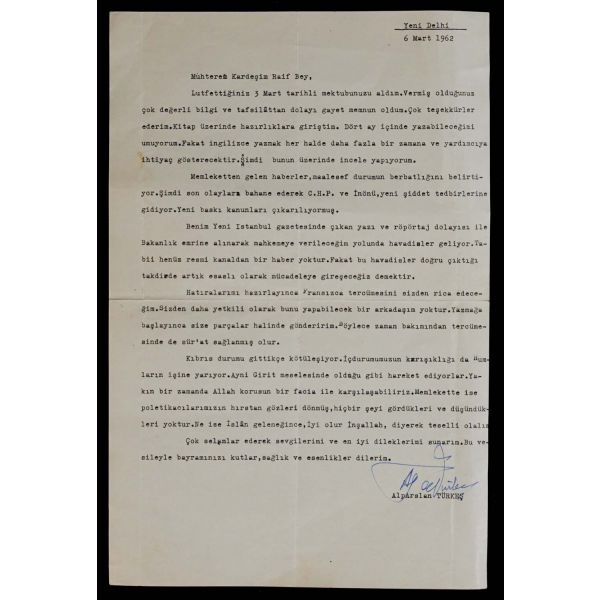 Yeni Delhi
6 Mart 1962
Muhterem Kardeşim Raif Bey,
Lutfettiğiniz 3 Mart tarihli mektubunuzu aldım.Vermiş olduğunuz
çok değerli bilgi ve tafsilâttan dolayı gayet memnun oldum.Çok teşekkürler
ederim.Kitap üzerinde hazırlıklara giriştim. Dört ay içinde yazabileceğimi
umuyorum.Fakat ingilizce yazmak her halde daha fazla bir zamana ve yardımcıya
ihtiyaç gösterecektir.Şimdi bunun üzerinde incele yapıyorum.
Memleketten gelen haberler,maalesef durumun berbatlığını belirti-
yor.Şimdi son olayları bahane ederek C.H.P. ve İnönü,yeni şiddet tedbirlerine
gidiyor.Yeni baskı kanunları çıkarılıyormuş.
Benim Yeni Istanbul gazetesinde çıkan yazı ve röpörtaj dolayısı ile
Bakanlık emrine alınarak mahkemeye verileceğim yolunda havadisler geliyor.Ta-
bii henüs resmi kanaldan bir haber yoktur.Fakat bu havadisler doğru çıktığı
takdirde artık esaslı olarak mücadeleye gireşeceğiz demektir.
Hatıralarımı hazırlayınca Fransızca tercümesini sizden rica edece-
ğim.Sizden daha yetkili olarak bunu yapabilecek bir arkadaşım yoktur.Yazmağa
başlayınca size parçalar halinde gönderirim.Böylece zaman bakımından tercüme-
sinde de sür'at sağlanmış olur.
Kıbrıs durumu gittikçe kötüleşiyor.İçdurumumuzun karışıklığı da Rum-
ların işine yarıyor.Ayni Girit meselesinde olduğu gibi hareket ediyorlar.Ya-
kın bir zamanda Allah korusun bir facia ile karşılaşabiliriz.Memlekette ise
poletikacılarımızın hırstan gözleri dönmüş,hiçbir şeyi gördükleri ve düşündük-
leri yoktur.Ne ise İslân geleneğince,İyi olur İnşallah, diyerek teselli olalım
Çok selamlar ederek sevgilerimi ve en iyi dileklerimi sunarım.Bu ve-
sileyle bayramınızı kutlar,sağlık ve esenlikler dilerim.
Alparslan TÜRKEŞ